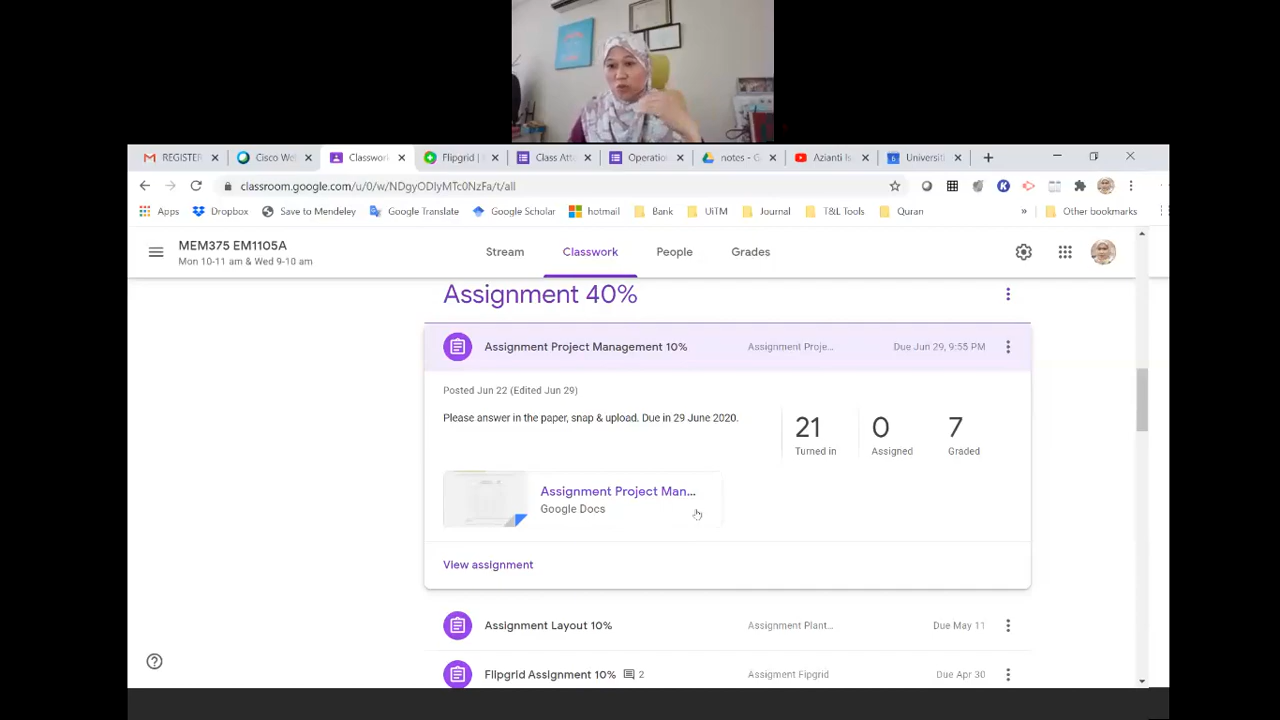 REGISTER
Cisco We
Classwork
Flipgrid |
Class Att
Operation
notes - G
Azianti Is
Universiti
classroom.google.com/u/0/w/NDgyODIyMTc0NzFa/t/all
Apps
Dropbox
Save to Mendeley
Google Translate
Google Scholar
hotmail
Bank
UiTM
Journal
T&L Tools
Quran
»
Other bookmarks
MEM375 EM1105A
Mon 10-11 am & Wed 9-10 am
Stream
Classwork
People
Grades
Assignment 40%
Assignment Project Management 10%
Assignment Proje...
Due Jun 29, 9:55 PM
Posted Jun 22 (Edited Jun 29)
Please answer in the paper, snap & upload. Due in 29 June 2020.
21
Turned in
0
Assigned
7
Graded
Assignment Project Man...
Google Docs
View assignment
Assignment Layout 10%
Assignment Plant...
Due May 11
Flipgrid Assignment 10%
2
Assigment Fipgrid
Due Apr 30